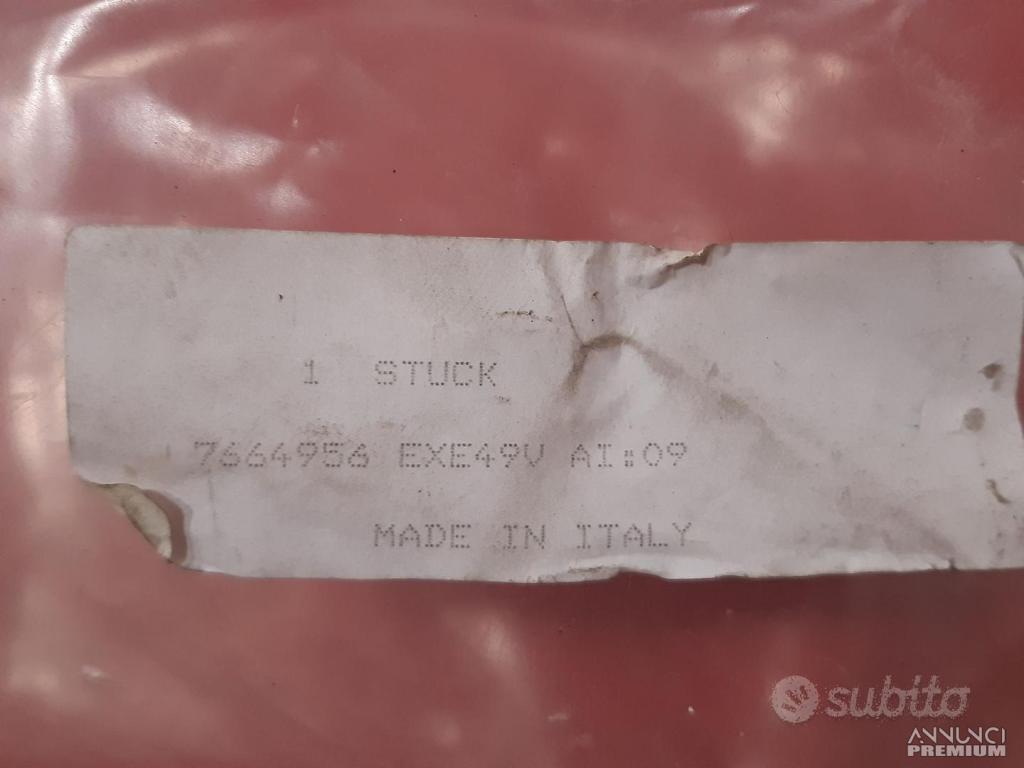 1 STUCK
7664956 EXE49V AI:09
MADE IN ITALY
subito
ANNUNCI
PREMIUM